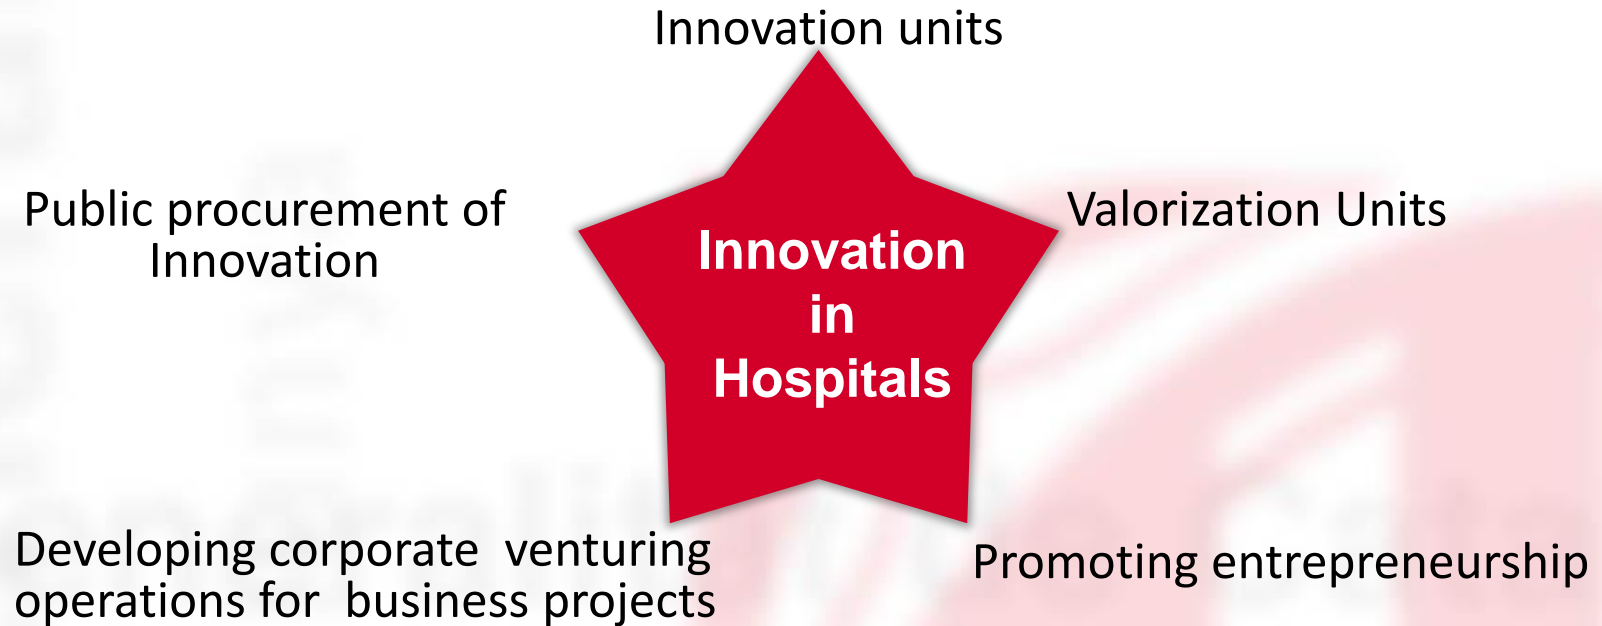 Innovation units
Public procurement of
Innovation
Valorization Units
Innovation
in
Hospitals
Developing corporate venturing
operations for business projects
Promoting entrepreneurship